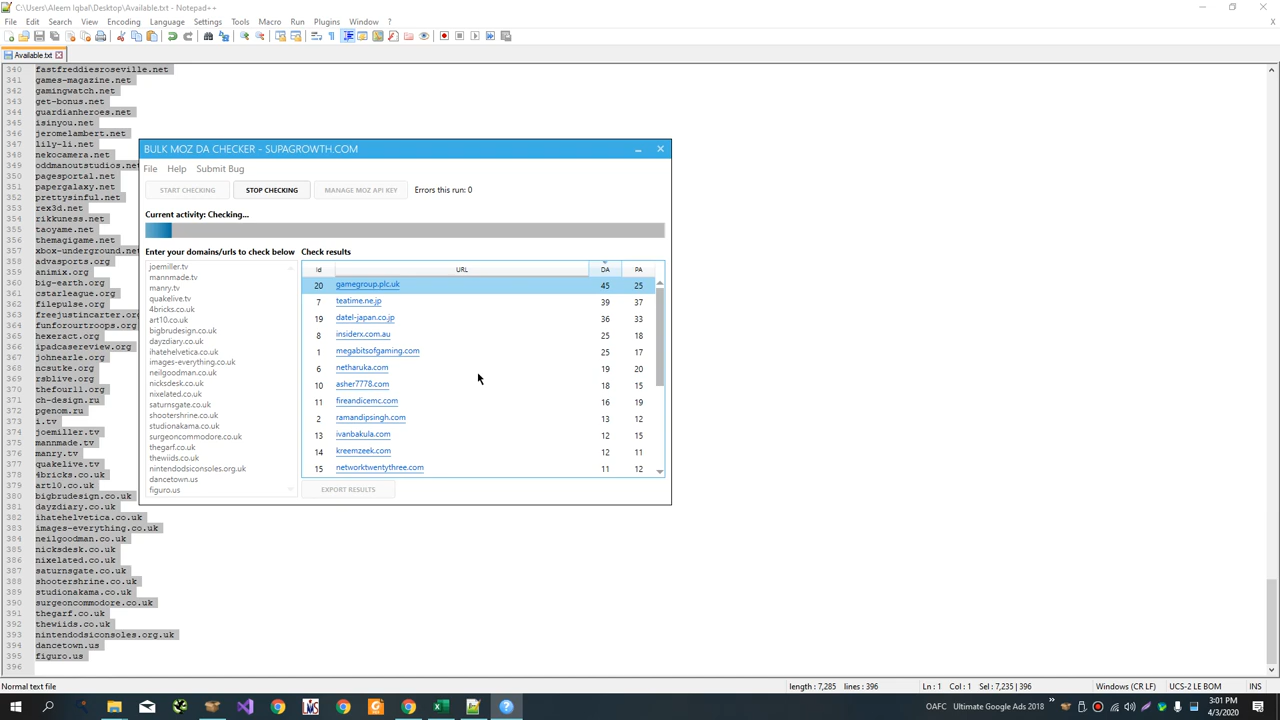 C:\Users\Aleem Iqbal\Desktop\Available.txt - Notepad++
File Edit Search View Encoding Language Settings Tools Macro Run Plugins Window ?
X
Available.txt
340 fastfreddiesroseville.net
341 games-magazine.net
342 gamingwatch.net
343 get-bonus.net
344 guardianheroes.net
345 isinyou.net
346 jeromelambert.net
347 lily-li.net
348 nekocamera.net
349 oddmanoutstudios.net
350 pagesportal.net
351 papergalaxy.net
352 prettysinful.net
353 rex3d.net
354 rikkuness.net
355 taoyame.net
356 themagigame.net
357 xbox-underground.net
358 advasports.org
359 animix.org
360 big-earth.org
361 cstarleague.org
362 filepulse.org
363 freejustincarter.org
364 funforourtroops.org
365 hexeract.org
366 ipadcasereview.org
367 johnearle.org
368 ncsutke.org
369 rsblive.org
370 thefour11.org
371 ch-design.ru
372 pgenom.ru
373 i.tv
374 joemiller.tv
375 mannmade.tv
376 manry.tv
377 quakelive.tv
378 4bricks.co.uk
379 art10.co.uk
380 bigbrudesign.co.uk
381 dayzdiary.co.uk
382 ihatehelvetica.co.uk
383 images-everything.co.uk
384 neilgoodman.co.uk
385 nicksdesk.co.uk
386 nixelated.co.uk
387 saturnsgate.co.uk
388 shootershrine.co.uk
389 studionakama.co.uk
390 surgeoncommodore.co.uk
391 thegarf.co.uk
392 thewiids.co.uk
393 nintendodsiconsoles.org.uk
394 dancetown.us
395 figuro.us
396
BULK MOZ DA CHECKER - SUPAGROWTH.COM
File Help Submit Bug
START CHECKING STOP CHECKING MANAGE MOZ API KEY Errors this run: 0
Current activity: Checking...
Enter your domains/urls to check below
joemiller.tv
mannmade.tv
manry.tv
quakelive.tv
4bricks.co.uk
art10.co.uk
bigbrudesign.co.uk
dayzdiary.co.uk
ihatehelvetica.co.uk
images-everything.co.uk
neilgoodman.co.uk
nicksdesk.co.uk
nixelated.co.uk
saturnsgate.co.uk
shootershrine.co.uk
studionakama.co.uk
surgeoncommodore.co.uk
thegarf.co.uk
thewiids.co.uk
nintendodsiconsoles.org.uk
dancetown.us
figuro.us
Check results
Id URL DA PA
20 gamegroup.plc.uk 45 25
7 teatime.ne.jp 39 37
19 datel-japan.co.jp 36 33
8 insiderx.com.au 25 18
1 megabitsofgaming.com 25 17
6 netharuka.com 19 20
10 asher7778.com 18 15
11 fireandicemc.com 16 19
2 ramandipsingh.com 13 12
13 ivanbakula.com 12 15
14 kreemzeek.com 12 11
15 networktwentythree.com 11 12
EXPORT RESULTS
Normal text file length : 7,285 lines : 396 Ln : 1 Col : 1 Sel : 7,235 | 396 Windows (CR LF) UCS-2 LE BOM INS
OAFC Ultimate Google Ads 2018
3:01 PM
4/3/2020